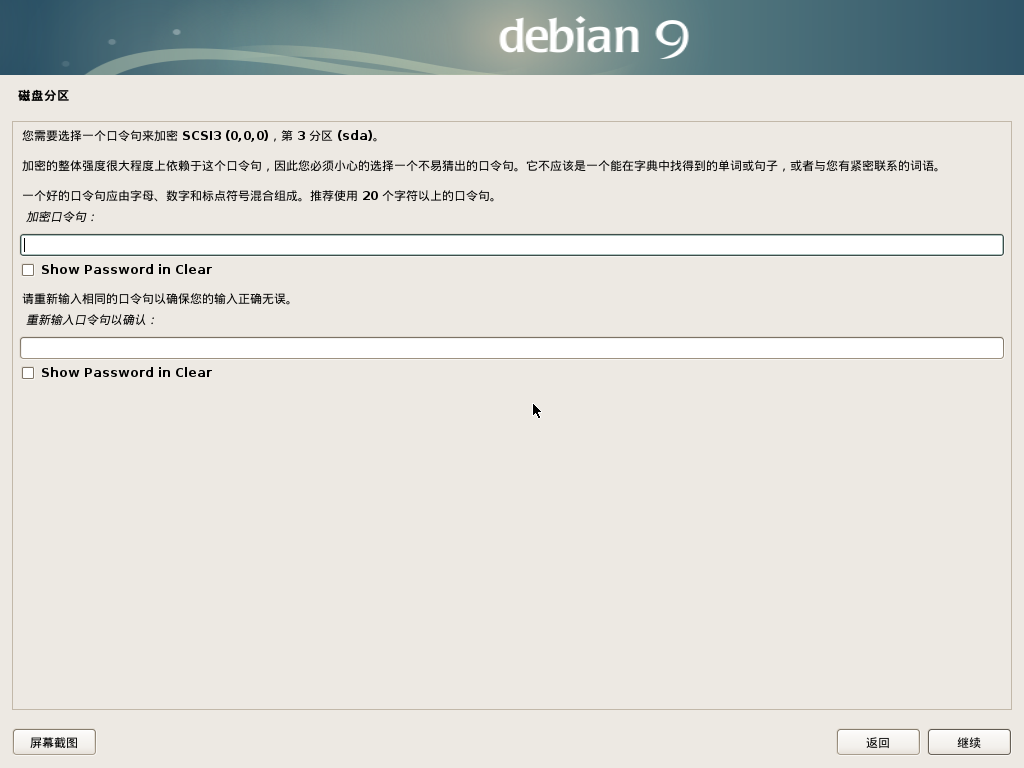 debian 9
磁盘分区
您需要选择一个口令句来加密 SCSI3 (0,0,0)，第 3 分区 (sda)。
加密的整体强度很大程度上依赖于这个口令句，因此您必须小心的选择一个不易猜出的口令句。它不应该是一个能在字典中找得到的单词或句子，或者与您有紧密联系的词语。
一个好的口令句应由字母、数字和标点符号混合组成。推荐使用 20 个字符以上的口令句。
加密口令句：
Show Password in Clear
请重新输入相同的口令句以确保您的输入正确无误。
重新输入口令句以确认：
Show Password in Clear
屏幕截图
返回
继续